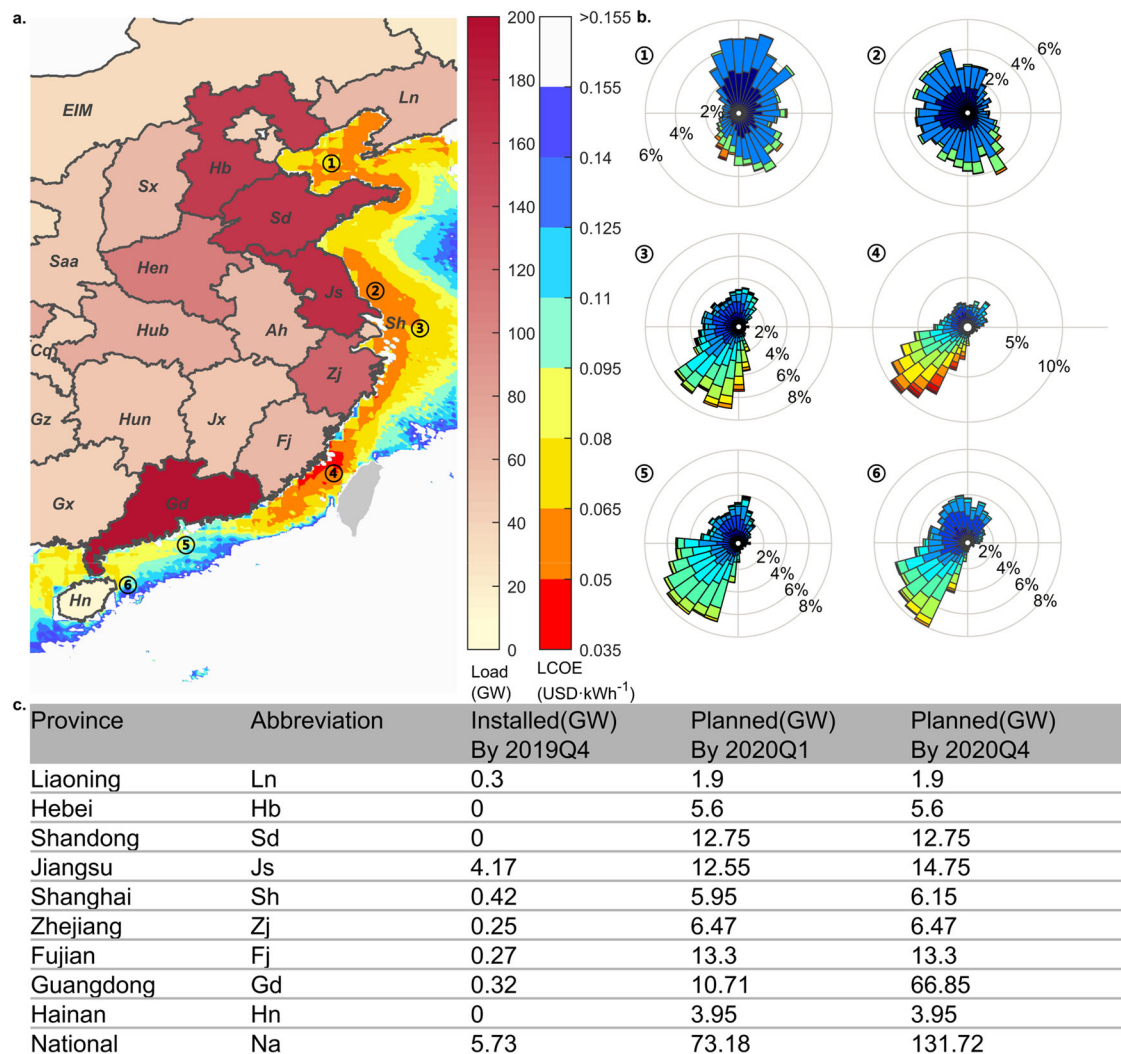 a.
EIM
Ln
Hb
Sx
Sd
Saa
Hen
Js
Sh
Hub
Ah
Cq
Zj
Gz
Hun
Jx
Fj
Gx
Gd
Hn
①
②
③
④
⑤
⑥
200
180
160
140
120
100
80
60
40
20
0
Load
(GW)
>0.155
0.155
0.14
0.125
0.11
0.095
0.08
0.065
0.05
0.035
LCOE
(USD·kWh⁻¹)
b.
①
2%
4%
6%
②
6%
4%
2%
③
2%
4%
6%
8%
④
5%
10%
⑤
2%
4%
6%
8%
⑥
2%
4%
6%
8%
c.
Province Abbreviation Installed(GW) Planned(GW) Planned(GW)
By 2019Q4 By 2020Q1 By 2020Q4
Liaoning Ln 0.3 1.9 1.9
Hebei Hb 0 5.6 5.6
Shandong Sd 0 12.75 12.75
Jiangsu Js 4.17 12.55 14.75
Shanghai Sh 0.42 5.95 6.15
Zhejiang Zj 0.25 6.47 6.47
Fujian Fj 0.27 13.3 13.3
Guangdong Gd 0.32 10.71 66.85
Hainan Hn 0 3.95 3.95
National Na 5.73 73.18 131.72